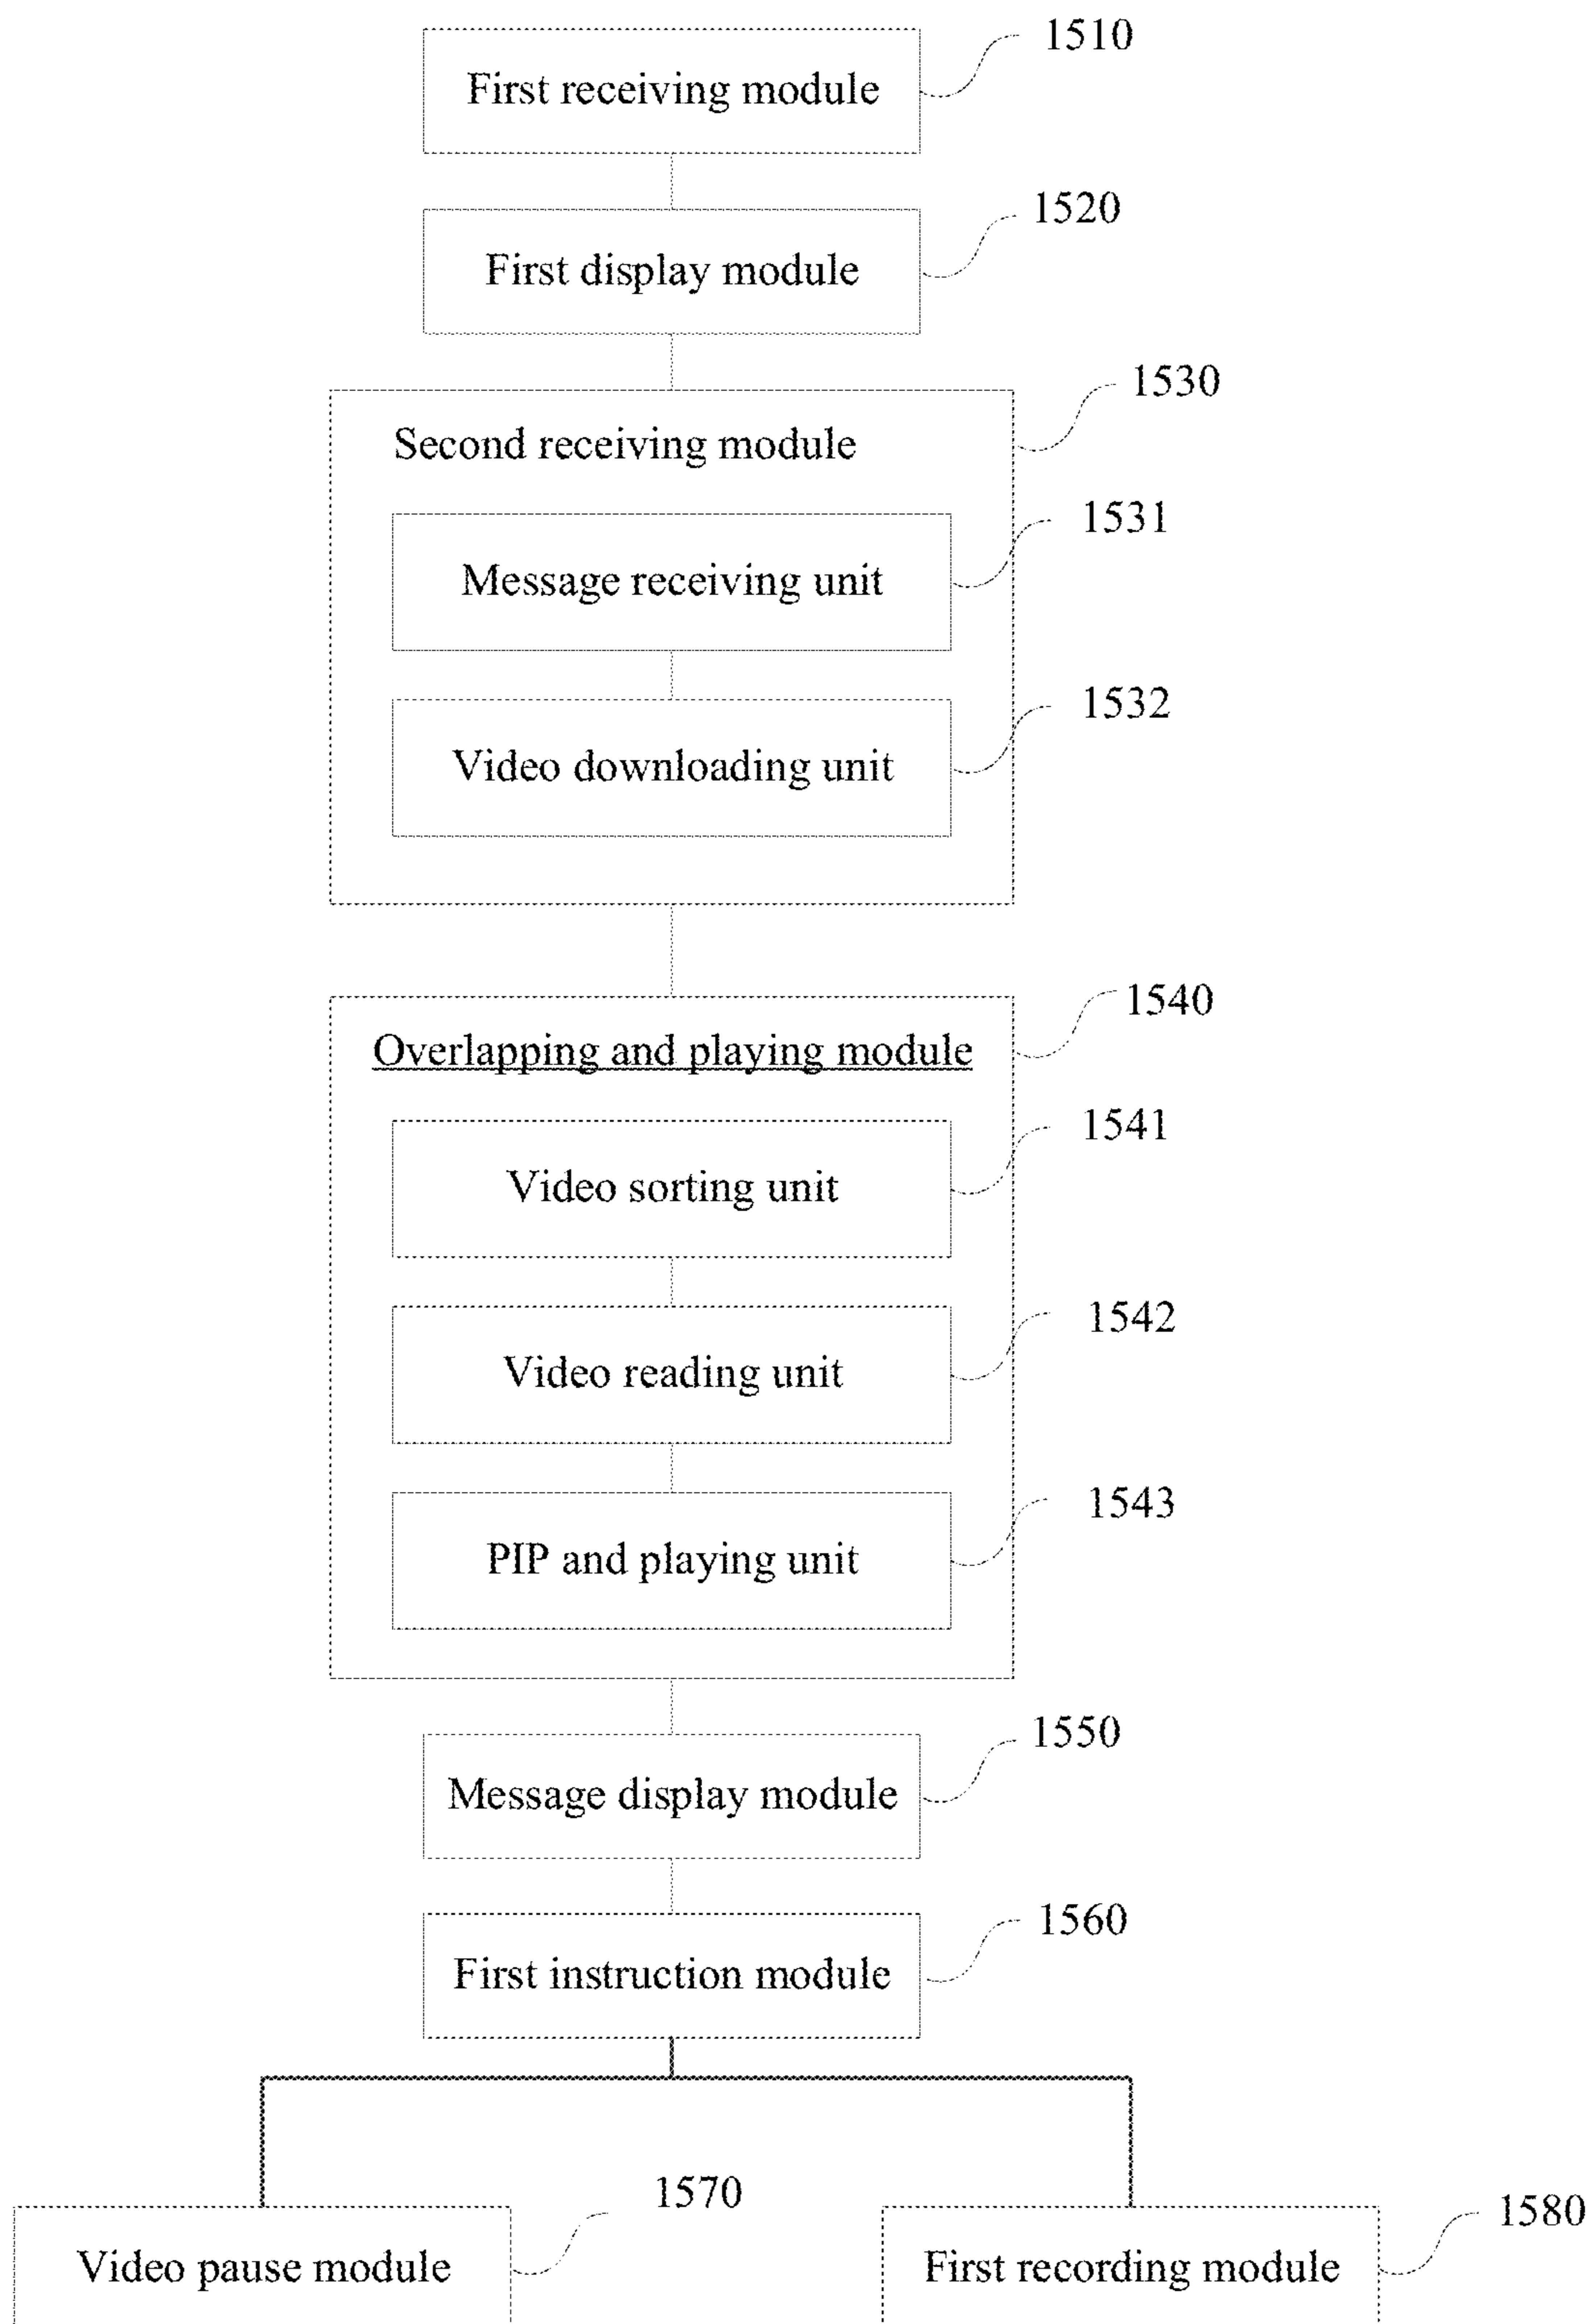 1510
First receiving module
1520
First display module
1530
Second receiving module
1531
Message receiving unit
1532
Video downloading unit
1540
Overlapping and playing module
1541
Video sorting unit
1542
Video reading unit
1543
PIP and playing unit
1550
Message display module
1560
First instruction module
1570
Video pause module
1580
First recording module